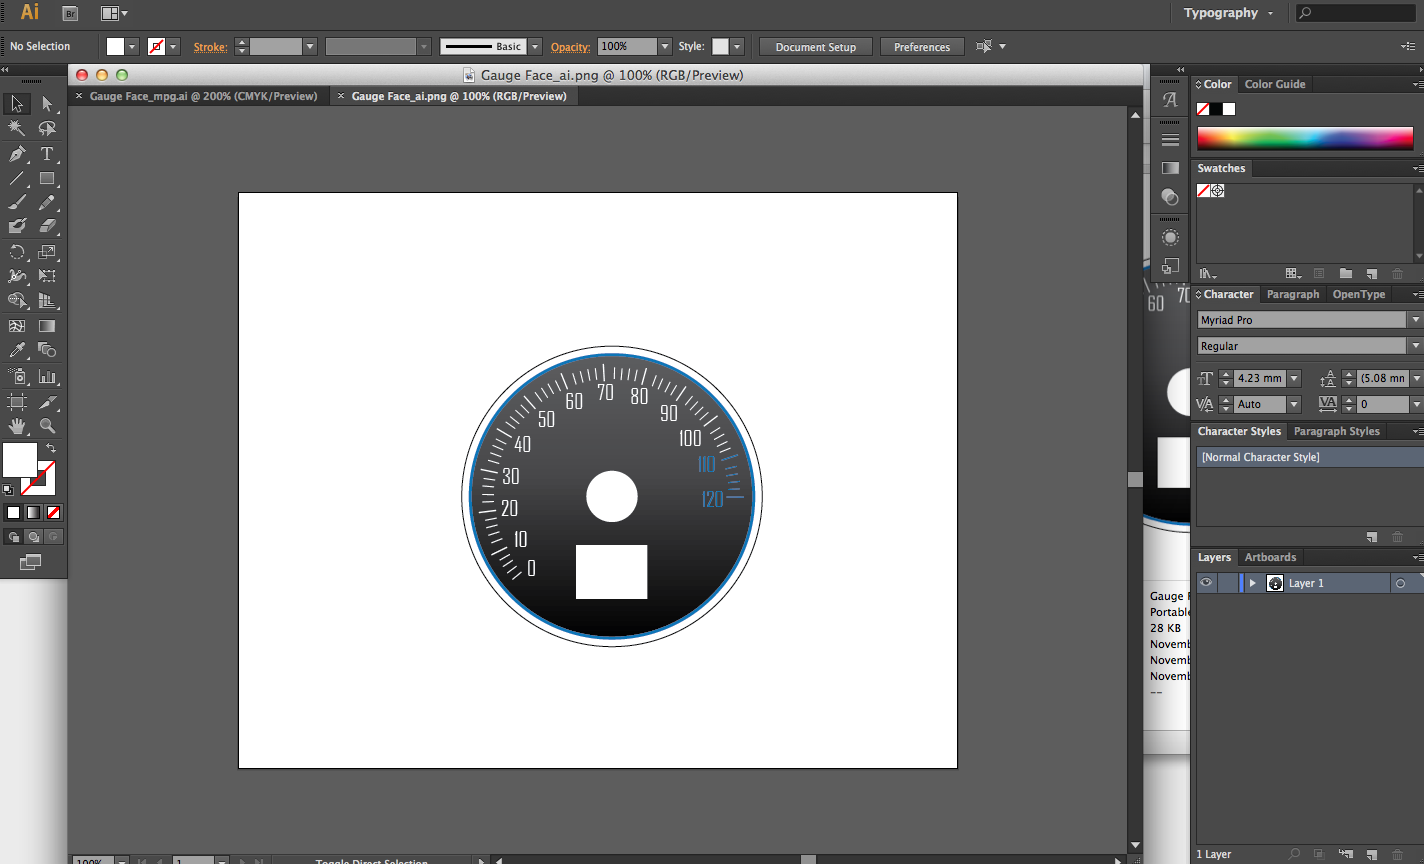 Ai
Br
Typography
No Selection
Stroke:
Basic
Opacity: 100%
Style:
Document Setup
Preferences
Gauge Face_ai.png @ 100% (RGB/Preview)
× Gauge Face_mpg.ai @ 200% (CMYK/Preview)
× Gauge Face_ai.png @ 100% (RGB/Preview)
Color
Color Guide
Swatches
Character
Paragraph
OpenType
Myriad Pro
Regular
4.23 mm
(5.08 mn
Auto
0
Character Styles
Paragraph Styles
[Normal Character Style]
Layers
Artboards
Layer 1
1 Layer
0
10
20
30
40
50
60
70
80
90
100
110
120
60
Gauge F
Portable
28 KB
Novemb
Novemb
Novemb
--
100%
1
Toggle Direct Selection